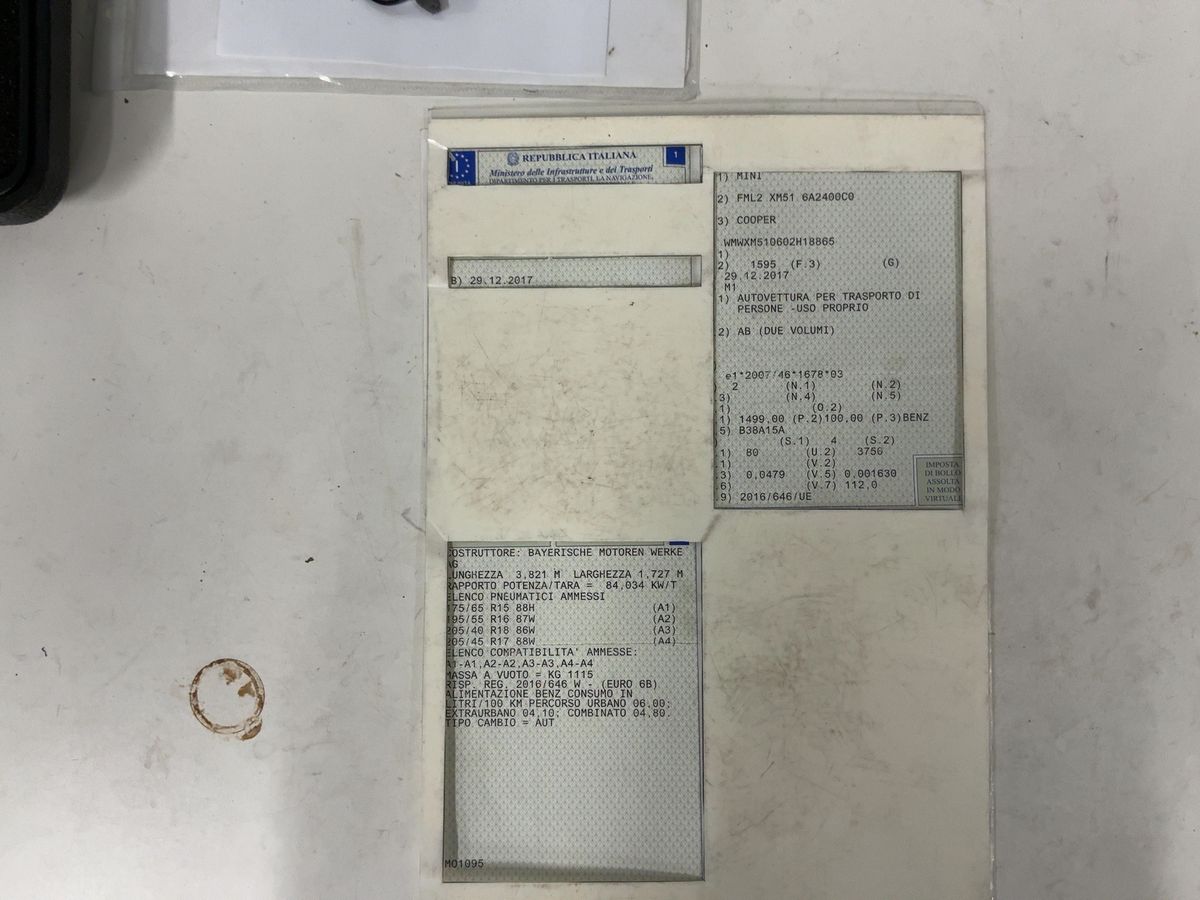 REPUBBLICA ITALIANA
1
Ministero delle Infrastrutture e dei Trasporti
DIPARTIMENTO PER I TRASPORTI, LA NAVIGAZIONE,
B) 29.12.2017
1) MINI
2) FML2 XM51 6A2400C0
3) COOPER
WMWXM510602H18865
1)
2) 1595 (F.3) (G)
29.12.2017
M1
1) AUTOVETTURA PER TRASPORTO DI
PERSONE -USO PROPRIO
2) AB (DUE VOLUMI)
)
e1*2007/46*1678*03
) 2 (N.1) (N.2)
3) (N.4) (N.5)
1) (O.2)
1) 1499,00 (P.2)100,00 (P.3)BENZ
5) B38A15A
) (S.1) 4 (S.2)
.1) 80 (U.2) 3756
.1) (V.2)
.3) 0,0479 (V.5) 0,001630
.6) (V.7) 112,0
.9) 2016/646/UE
IMPOSTA
DI BOLLO
ASSOLTA
IN MODO
VIRTUALE
COSTRUTTORE: BAYERISCHE MOTOREN WERKE
AG
LUNGHEZZA 3,821 M LARGHEZZA 1,727 M
RAPPORTO POTENZA/TARA = 84,034 KW/T
ELENCO PNEUMATICI AMMESSI
175/65 R15 88H (A1)
195/55 R16 87W (A2)
205/40 R18 86W (A3)
205/45 R17 88W (A4)
ELENCO COMPATIBILITA' AMMESSE:
A1-A1,A2-A2,A3-A3,A4-A4
MASSA A VUOTO = KG 1115
RISP. REG. 2016/646 W - (EURO 6B)
ALIMENTAZIONE BENZ CONSUMO IN
LITRI/100 KM PERCORSO URBANO 06,00;
EXTRAURBANO 04,10; COMBINATO 04,80.
TIPO CAMBIO = AUT
MO1095